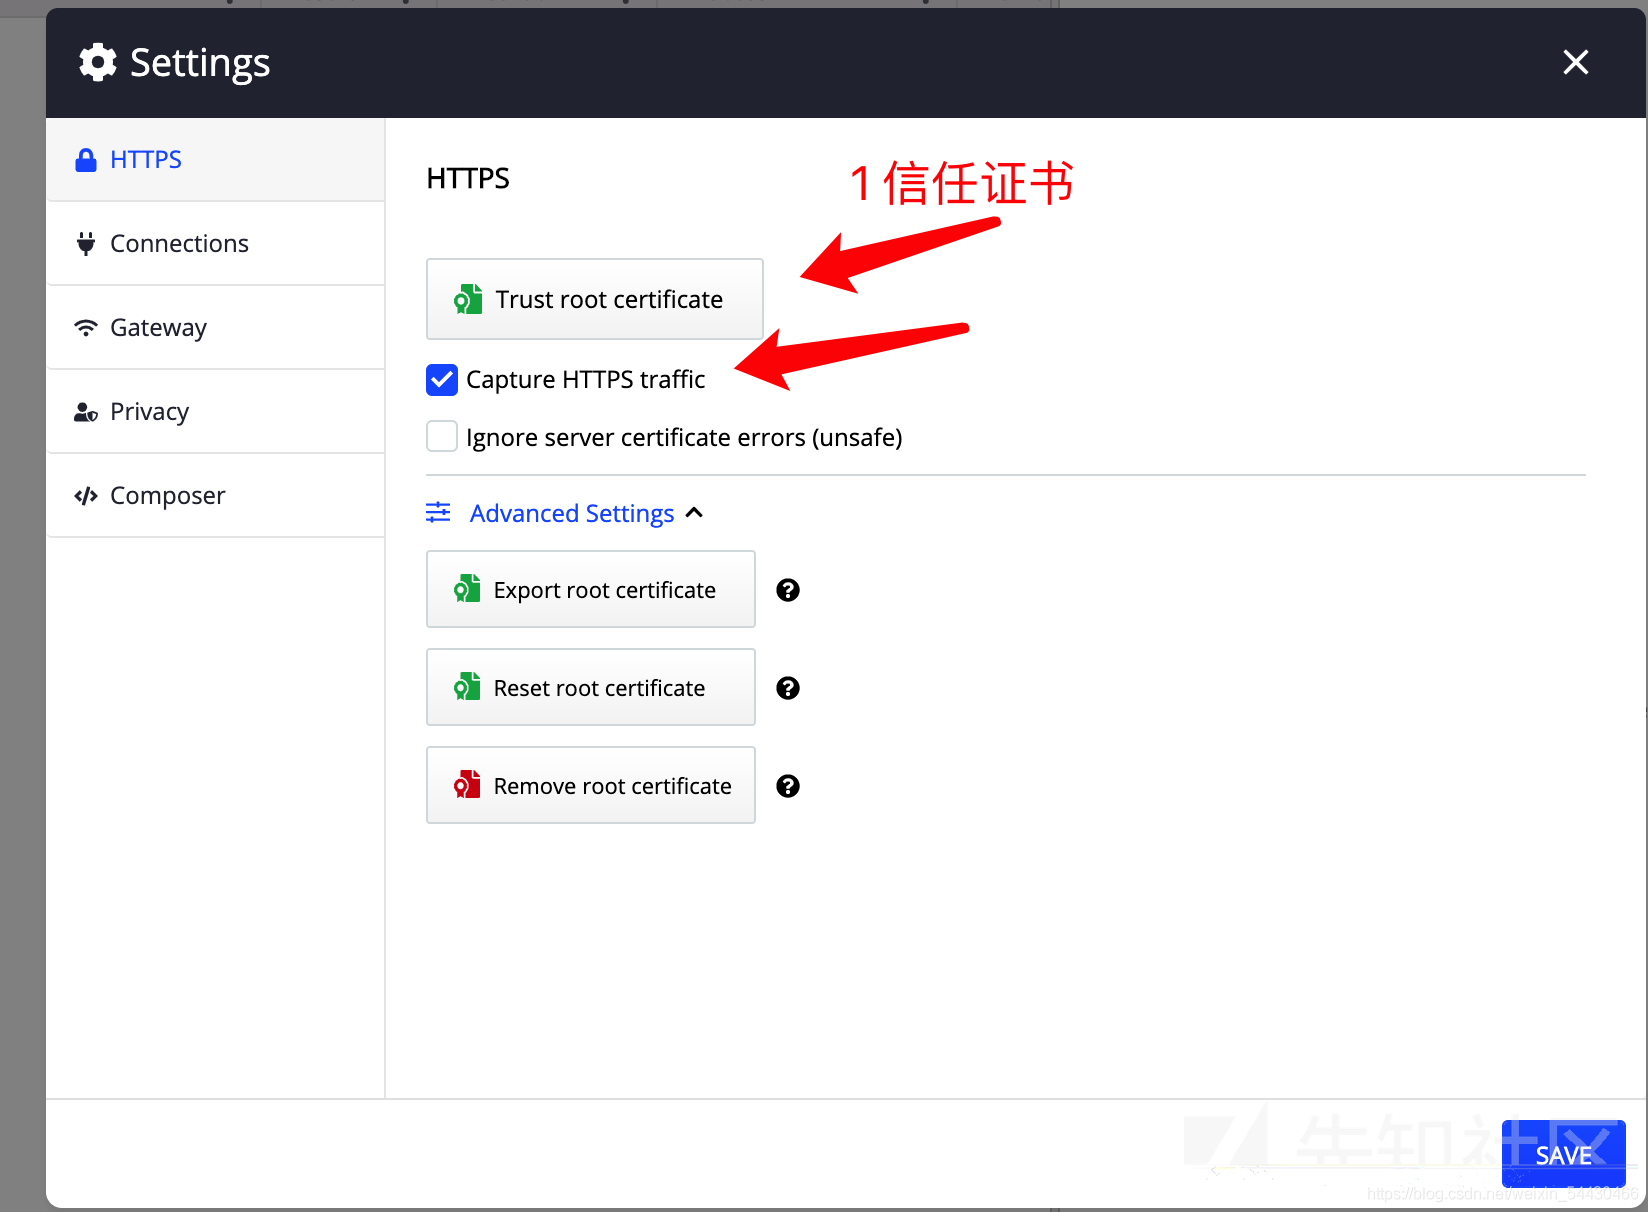 Settings
HTTPS
Connections
Gateway
Privacy
Composer
HTTPS
1 信任证书
Trust root certificate
Capture HTTPS traffic
Ignore server certificate errors (unsafe)
Advanced Settings
Export root certificate
Reset root certificate
Remove root certificate
先知社区
SAVE
https://blog.csdn.net/weixin_54430466